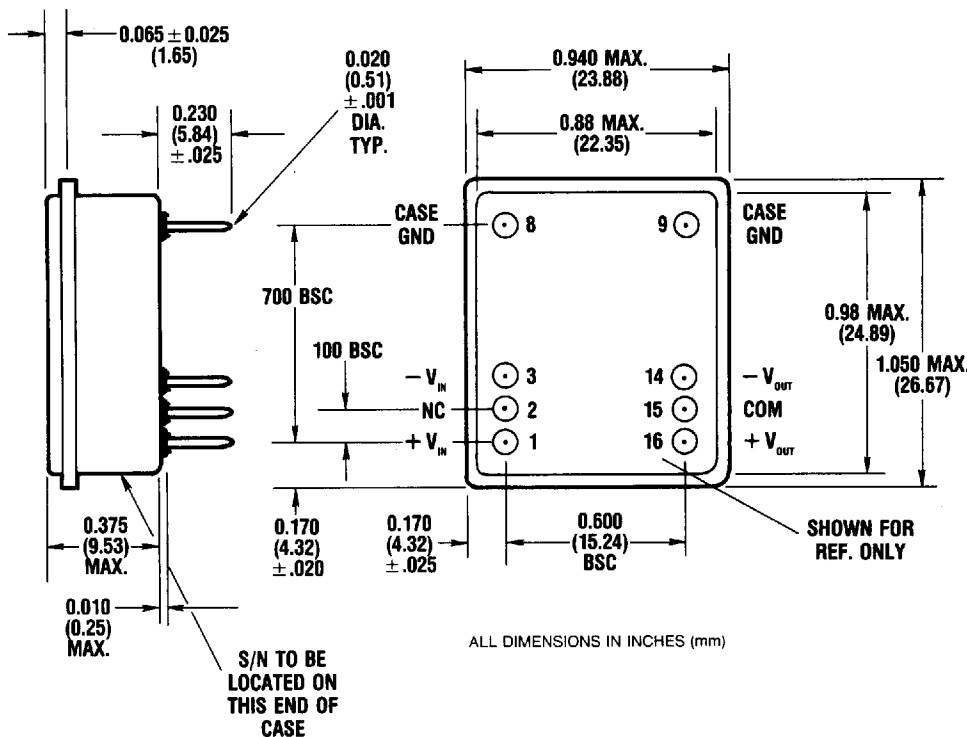 0.065 ± 0.025
(1.65)
0.020
(0.51)
± .001
DIA.
TYP.
0.230
(5.84)
± .025
0.940 MAX.
(23.88)
0.88 MAX.
(22.35)
CASE
GND
8
9
CASE
GND
700 BSC
100 BSC
0.98 MAX.
(24.89)
1.050 MAX.
(26.67)
− VIN
3
14
− VOUT
NC
2
15
COM
+ VIN
1
16
+ VOUT
0.375
(9.53)
MAX.
0.170
(4.32)
± .020
0.170
(4.32)
± .025
0.600
(15.24)
BSC
SHOWN FOR
REF. ONLY
0.010
(0.25)
MAX.
S/N TO BE
LOCATED ON
THIS END OF
CASE
ALL DIMENSIONS IN INCHES (mm)